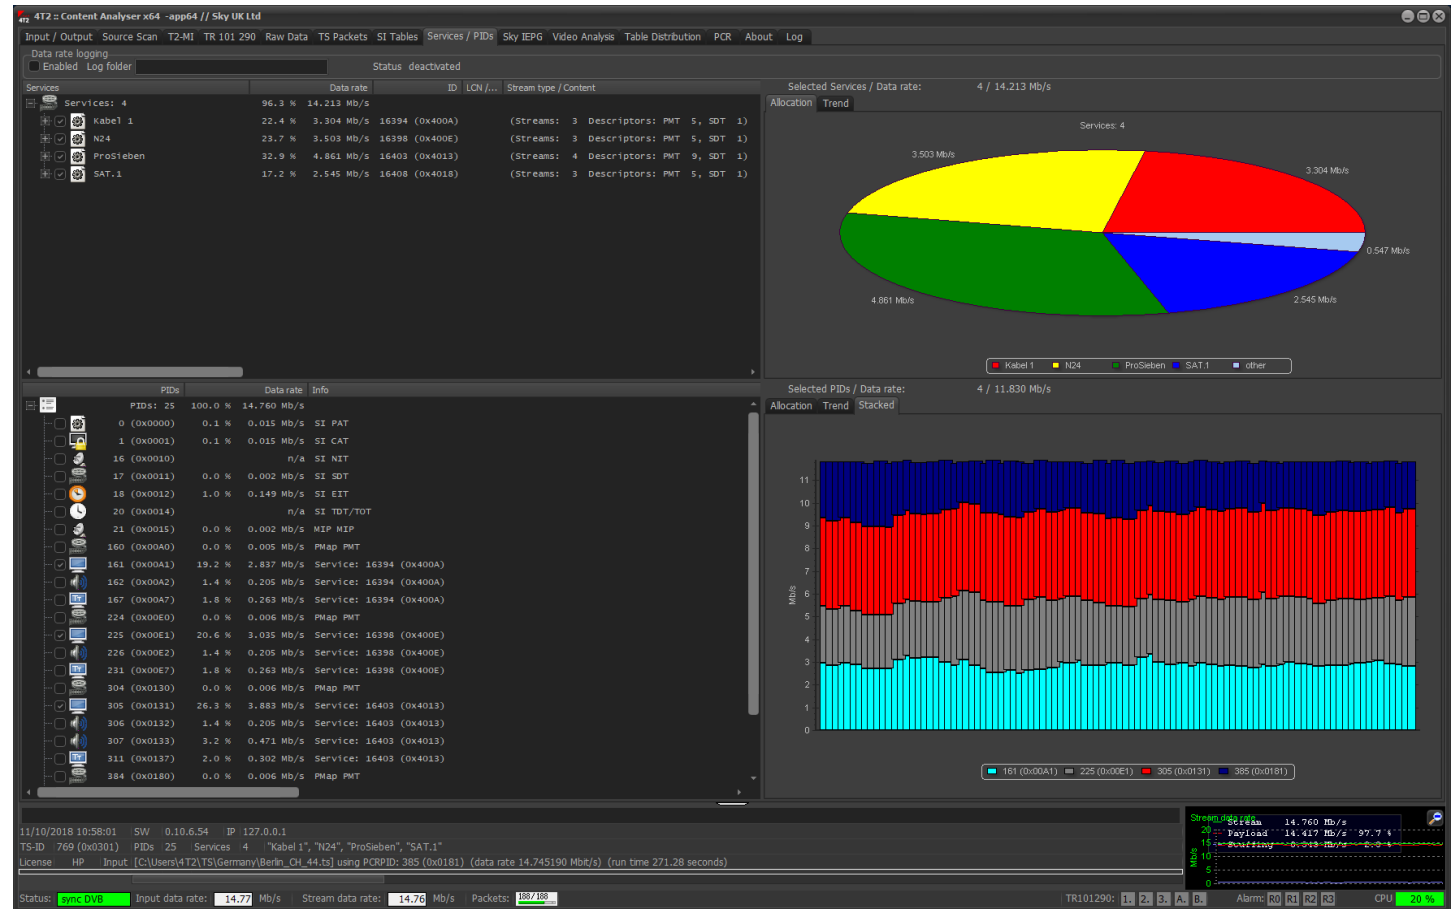 4T2 :: Content Analyser x64 -app64 // Sky UK Ltd
Input / Output Source Scan T2-MI TR 101 290 Raw Data TS Packets SI Tables Services / PIDs Sky IEPG Video Analysis Table Distribution PCR About Log
Data rate logging
Enabled Log folder Status deactivated
Services Data rate ID LCN /... Stream type / Content
Services: 4 96.3 % 14.213 Mb/s
Kabel 1 22.4 % 3.304 Mb/s 16394 (0x400A) (Streams: 3 Descriptors: PMT 5, SDT 1)
N24 23.7 % 3.503 Mb/s 16398 (0x400E) (Streams: 3 Descriptors: PMT 5, SDT 1)
ProSieben 32.9 % 4.861 Mb/s 16403 (0x4013) (Streams: 4 Descriptors: PMT 9, SDT 1)
SAT.1 17.2 % 2.545 Mb/s 16408 (0x4018) (Streams: 3 Descriptors: PMT 5, SDT 1)
Selected Services / Data rate: 4 / 14.213 Mb/s
Allocation Trend
Services: 4
3.503 Mb/s
3.304 Mb/s
0.547 Mb/s
4.861 Mb/s
2.545 Mb/s
Kabel 1 N24 ProSieben SAT.1 other
PIDs Data rate Info
PIDs: 25 100.0 % 14.760 Mb/s
0 (0x0000) 0.1 % 0.015 Mb/s SI PAT
1 (0x0001) 0.1 % 0.015 Mb/s SI CAT
16 (0x0010) n/a SI NIT
17 (0x0011) 0.0 % 0.002 Mb/s SI SDT
18 (0x0012) 1.0 % 0.149 Mb/s SI EIT
20 (0x0014) n/a SI TDT/TOT
21 (0x0015) 0.0 % 0.002 Mb/s MIP MIP
160 (0x00A0) 0.0 % 0.005 Mb/s PMap PMT
161 (0x00A1) 19.2 % 2.837 Mb/s Service: 16394 (0x400A)
162 (0x00A2) 1.4 % 0.205 Mb/s Service: 16394 (0x400A)
167 (0x00A7) 1.8 % 0.263 Mb/s Service: 16394 (0x400A)
224 (0x00E0) 0.0 % 0.006 Mb/s PMap PMT
225 (0x00E1) 20.6 % 3.035 Mb/s Service: 16398 (0x400E)
226 (0x00E2) 1.4 % 0.205 Mb/s Service: 16398 (0x400E)
231 (0x00E7) 1.8 % 0.263 Mb/s Service: 16398 (0x400E)
304 (0x0130) 0.0 % 0.006 Mb/s PMap PMT
305 (0x0131) 26.3 % 3.883 Mb/s Service: 16403 (0x4013)
306 (0x0132) 1.4 % 0.205 Mb/s Service: 16403 (0x4013)
307 (0x0133) 3.2 % 0.471 Mb/s Service: 16403 (0x4013)
311 (0x0137) 2.0 % 0.302 Mb/s Service: 16403 (0x4013)
384 (0x0180) 0.0 % 0.006 Mb/s PMap PMT
Selected PIDs / Data rate: 4 / 11.830 Mb/s
Allocation Trend Stacked
11
10
9
8
7
6
5
4
3
2
1
0
Mb/s
161 (0x00A1) 225 (0x00E1) 305 (0x0131) 385 (0x0181)
11/10/2018 10:58:01 SW 0.10.6.54 IP 127.0.0.1
TS-ID 769 (0x0301) PIDs 25 Services 4 "Kabel 1", "N24", "ProSieben", "SAT.1"
License HP Input [C:\Users\4T2\TS\Germany\Berlin_CH_44.ts] using PCRPID: 385 (0x0181) (data rate 14.745190 Mbit/s) (run time 271.28 seconds)
Stream data rate
Stream 14.760 Mb/s
Payload 14.417 Mb/s 97.7 %
Stuffing 0.343 Mb/s 2.3 %
20
15
10
5
0
Mb/s
Status: sync DVB Input data rate: 14.77 Mb/s Stream data rate: 14.76 Mb/s Packets: 188/188 TR101290: 1. 2. 3. A. B. Alarm: R0 R1 R2 R3 CPU 20 %